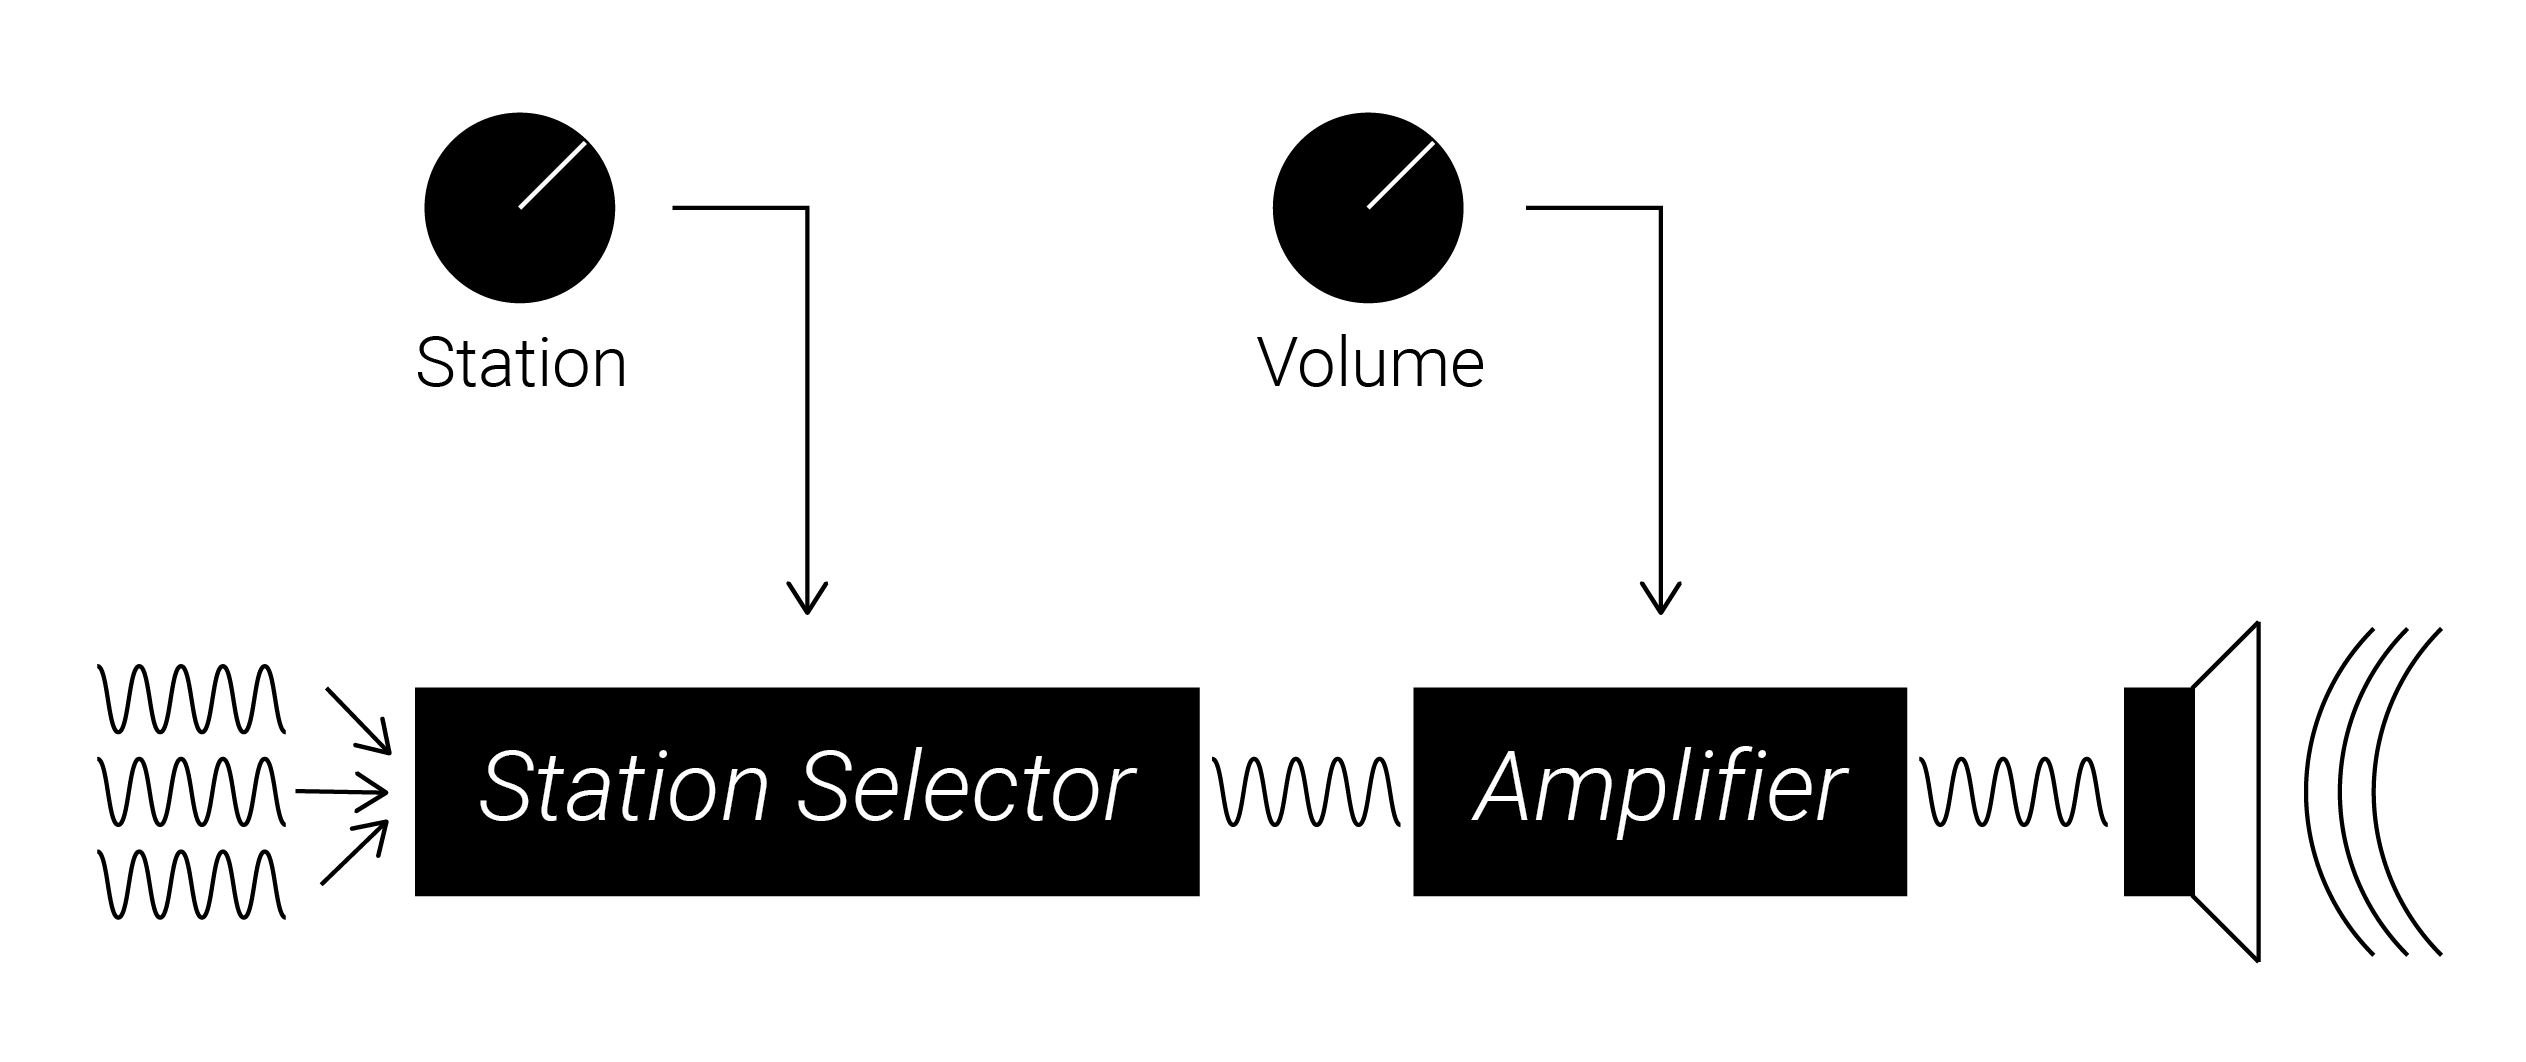 Station
Volume
Station Selector
Amplifier